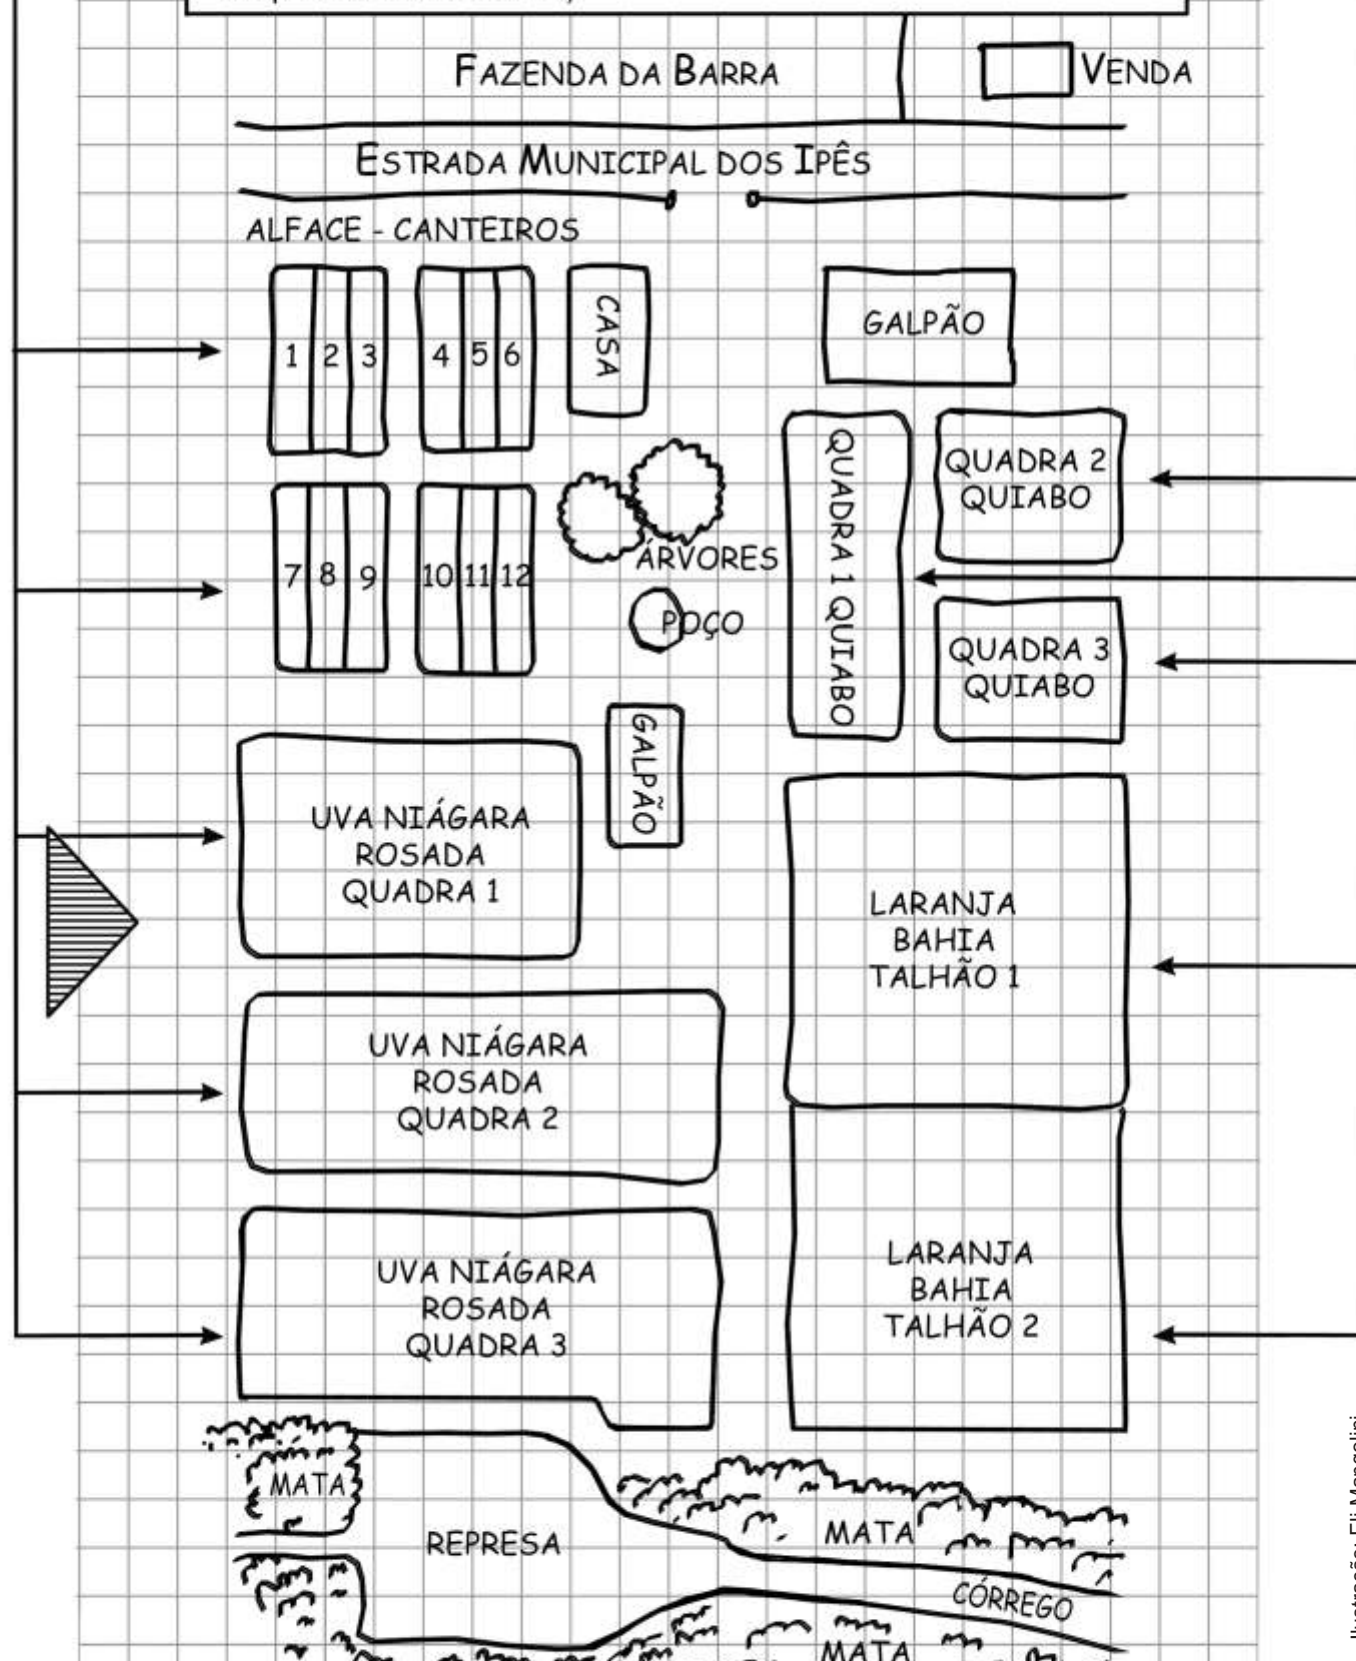 FAZENDA DA BARRA
VENDA
ESTRADA MUNICIPAL DOS IPÊS
ALFACE - CANTEIROS
1 2 3 4 5 6
CASA
GALPÃO
7 8 9 10 11 12
ÁRVORES
POÇO
QUADRA 1 QUIABO
QUADRA 2
QUIABO
QUADRA 3
QUIABO
GALPÃO
UVA NIÁGARA
ROSADA
QUADRA 1
LARANJA
BAHIA
TALHÃO 1
UVA NIÁGARA
ROSADA
QUADRA 2
UVA NIÁGARA
ROSADA
QUADRA 3
LARANJA
BAHIA
TALHÃO 2
MATA
REPRESA
MATA
CÓRREGO
MATA